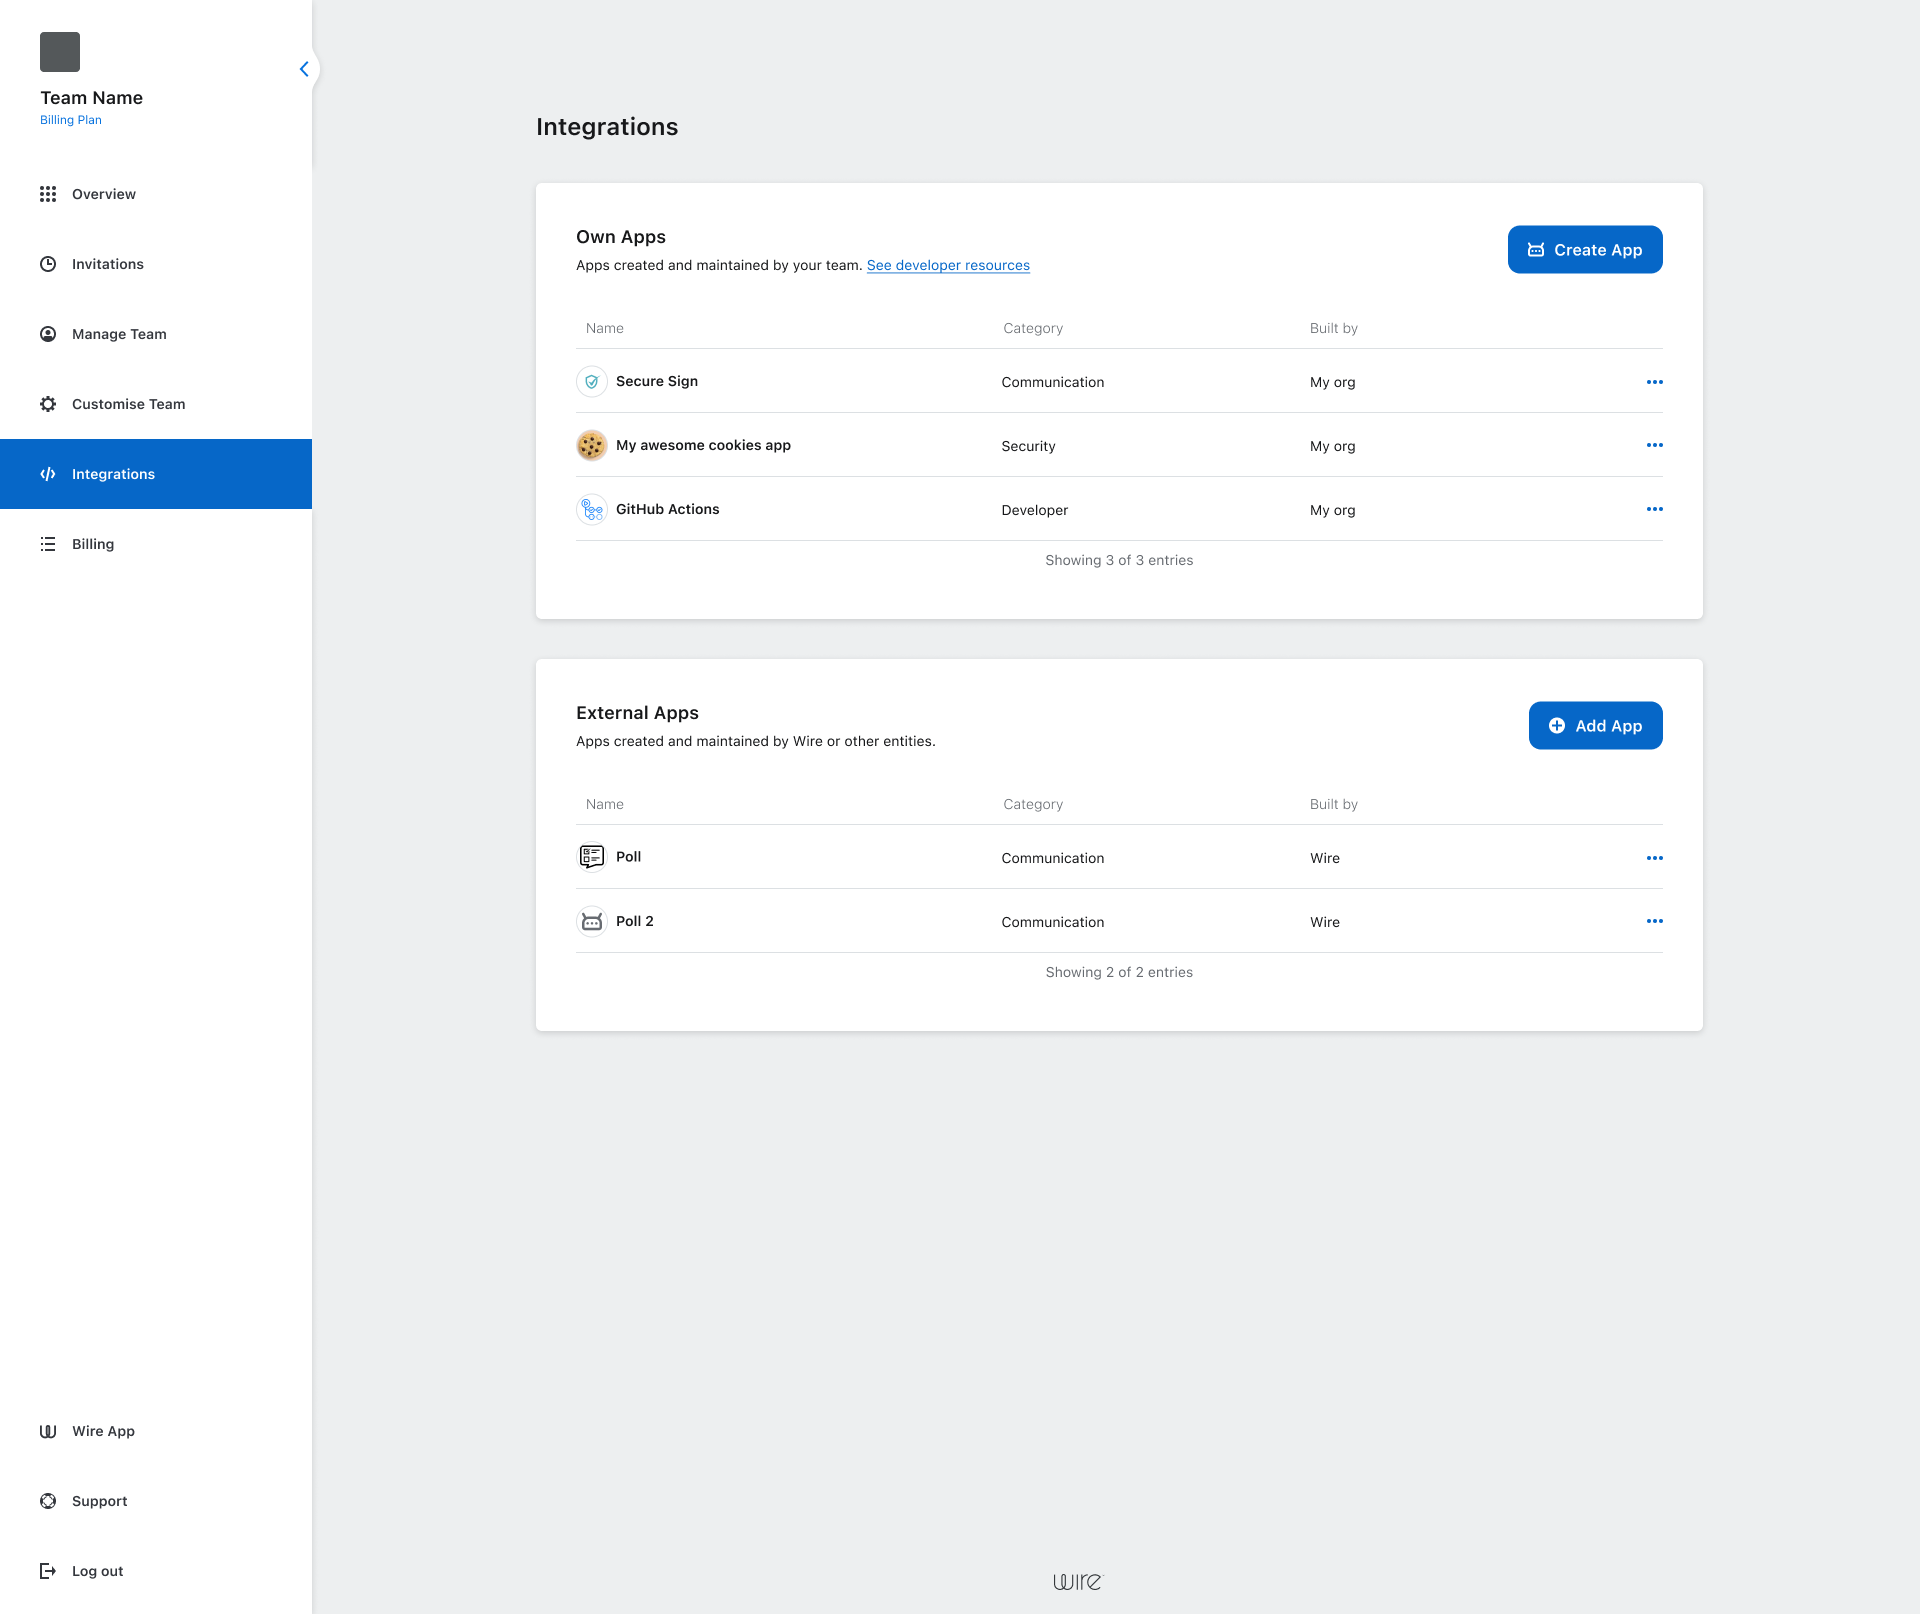 Team Name
Billing Plan
Overview
Invitations
Manage Team
Customise Team
Integrations
Billing
Wire App
Support
Log out
Integrations
Own Apps
Apps created and maintained by your team. See developer resources
Create App
Name Category Built by
Secure Sign Communication My org
My awesome cookies app Security My org
GitHub Actions Developer My org
Showing 3 of 3 entries
External Apps
Apps created and maintained by Wire or other entities.
Add App
Name Category Built by
Poll Communication Wire
Poll 2 Communication Wire
Showing 2 of 2 entries
wire